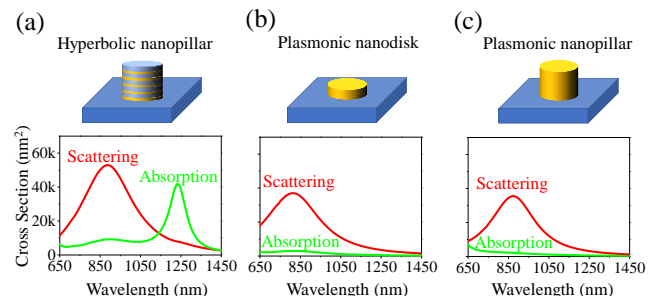 (a)
Hyperbolic nanopillar
(b)
Plasmonic nanodisk
(c)
Plasmonic nanopillar
Cross Section (nm²)
60k
40k
20k
0
Scattering
Absorption
650 850 1050 1250 1450
Wavelength (nm)
Scattering
Absorption
650 850 1050 1250 1450
Wavelength (nm)
Scattering
Absorption
650 850 1050 1250 1450
Wavelength (nm)